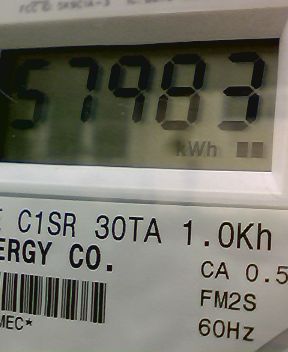 57983
kWh
C1SR 30TA 1.0Kh
ERGY CO.
CA 0.5
FM2S
60Hz
MEC*